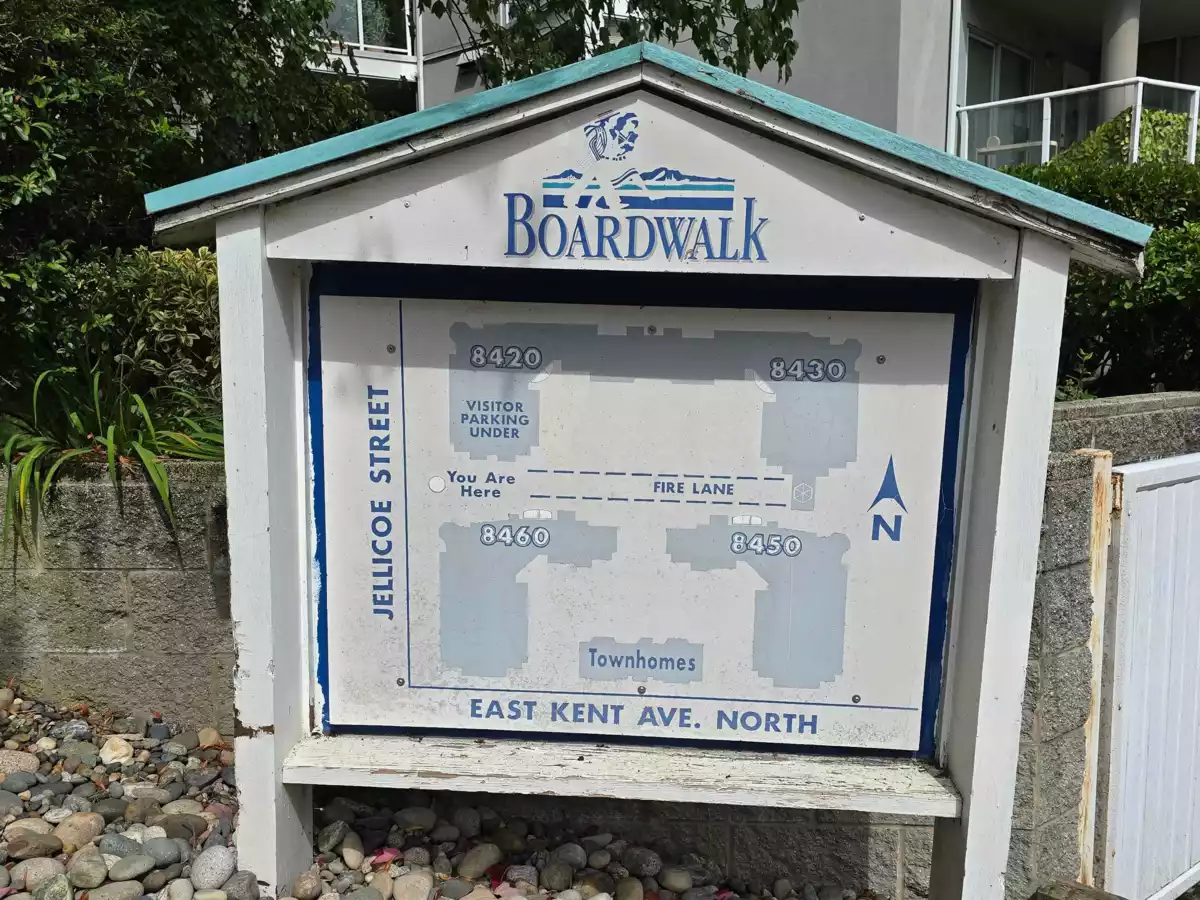 BOARDWALK
8420
8430
VISITOR
PARKING
UNDER
JELLICOE STREET
You Are
Here
FIRE LANE
N
8460
8450
Townhomes
EAST KENT AVE. NORTH